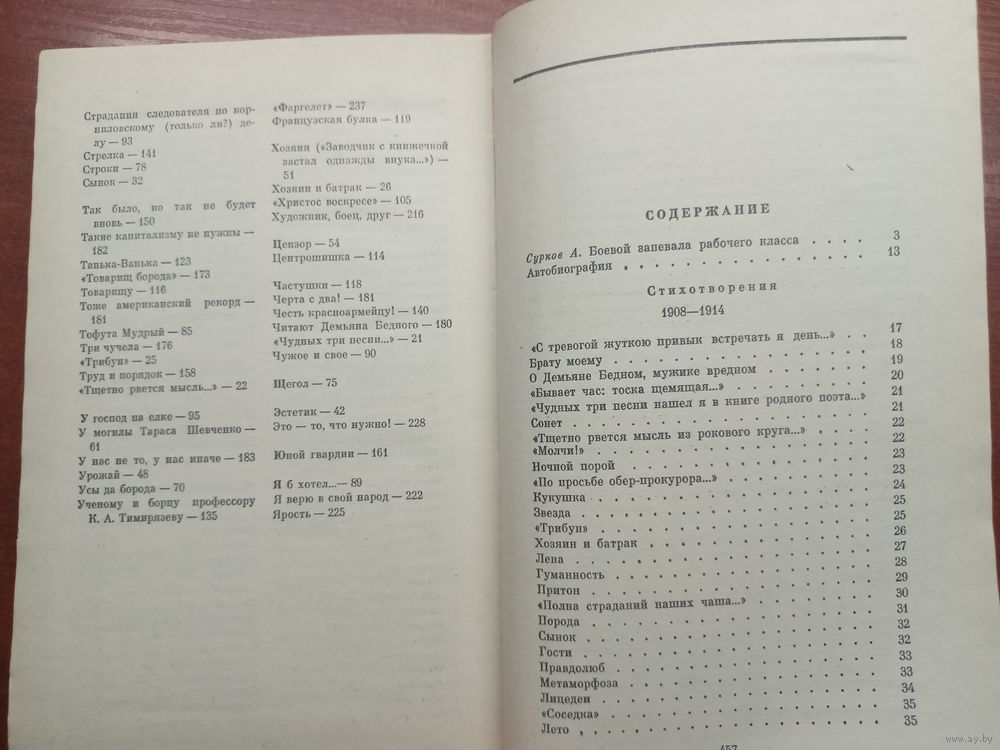 Страдания следователя по кор-
ниловскому (только ли?) де-
лу — 93
Стрелка — 141
Строки — 78
Сынок — 32
Так было, но так не будет
вновь — 150
Такие капитализму не нужны —
182
Танька-Ванька — 123
«Товарищ борода» — 173
Товарищу — 116
Тоже американский рекорд —
181
Тофута Мудрый — 85
Три чучела — 176
«Трибун» — 25
Труд и порядок — 158
«Тщетно рвется мысль...» — 22
У господ на елке — 95
У могилы Тараса Шевченко —
61
У нас не то, у нас иначе — 183
Урожай — 48
Усы да борода — 70
Ученому и борцу профессору
К. А. Тимирязеву — 135
«Фарголет» — 237
Французская булка — 119
Хозяин («Заводчик с книжечкой
застал однажды внука...») —
51
Хозяин и батрак — 26
«Христос воскресе» — 105
Художник, боец, друг — 216
Цензор — 54
Центрошишка — 114
Частушки — 118
Черта с два! — 181
Честь красноармейцу! — 140
Читают Демьяна Бедного — 180
«Чудных три песни...» — 21
Чужое и свое — 90
Щегол — 75
Эстетик — 42
Это — то, что нужно! — 228
Юной гвардии — 161
Я б хотел... — 89
Я верю в свой народ — 222
Ярость — 225
СОДЕРЖАНИЕ
Сурков А. Боевой запевала рабочего класса . . . . 3
Автобиография . . . . . . . . . . . . 13
Стихотворения
1908—1914
«С тревогой жуткою привык встречать я день...» . . 17
Брату моему . . . . . . . . . . . . . 18
О Демьяне Бедном, мужике вредном . . . . . . 19
«Бывает час: тоска щемящая...» . . . . . . . 20
«Чудных три песни нашел я в книге родного поэта...» 21
Сонет . . . . . . . . . . . . . . . 21
«Тщетно рвется мысль из рокового круга...» . . . . 22
«Молчи!» . . . . . . . . . . . . . . 22
Ночной порой . . . . . . . . . . . . . 23
«По просьбе обер-прокурора...» . . . . . . . 23
Кукушка . . . . . . . . . . . . . . 24
Звезда . . . . . . . . . . . . . . . 25
«Трибун» . . . . . . . . . . . . . . 25
Хозяин и батрак . . . . . . . . . . . . 26
Лена . . . . . . . . . . . . . . . 27
Гуманность . . . . . . . . . . . . . 28
Притон . . . . . . . . . . . . . . . 29
«Полна страданий наших чаша...» . . . . . . . 30
Порода . . . . . . . . . . . . . . . 31
Сынок . . . . . . . . . . . . . . . 32
Гости . . . . . . . . . . . . . . . 32
Правдолюб . . . . . . . . . . . . . . 33
Метаморфоза . . . . . . . . . . . . . 33
Лицедеи . . . . . . . . . . . . . . 34
«Соседка» . . . . . . . . . . . . . . 35
Лето . . . . . . . . . . . . . . . 35
457
www.ay.by